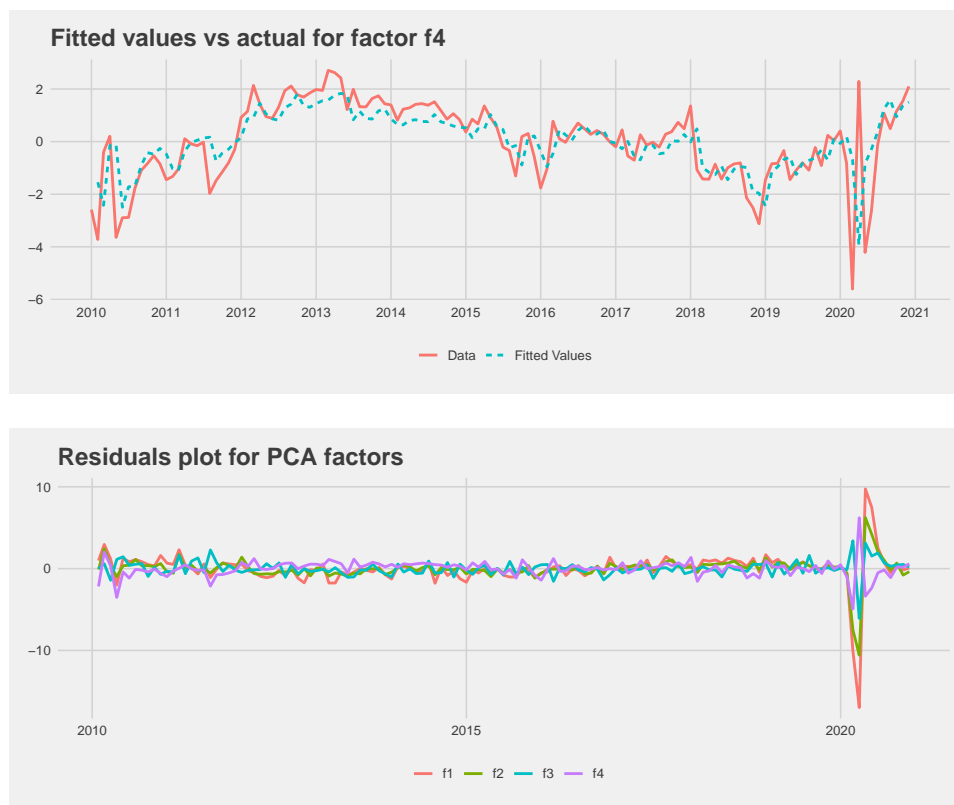 Fitted values vs actual for factor f4
2
0
−2
−4
−6
2010 2011 2012 2013 2014 2015 2016 2017 2018 2019 2020 2021
Data Fitted Values
Residuals plot for PCA factors
10
0
−10
2010 2015 2020
f1 f2 f3 f4